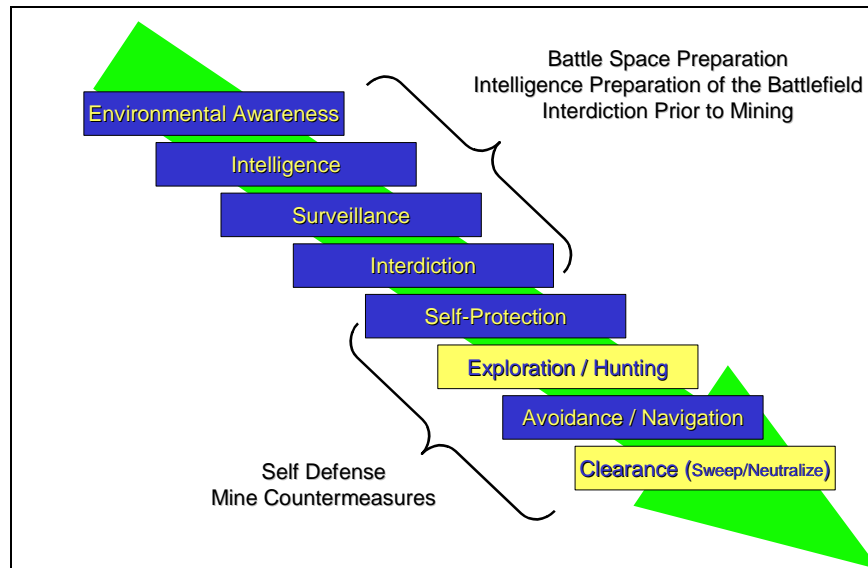 Battle Space Preparation
Intelligence Preparation of the Battlefield
Interdiction Prior to Mining
Environmental Awareness
Intelligence
Surveillance
Interdiction
Self-Protection
Exploration / Hunting
Avoidance / Navigation
Clearance (Sweep/Neutralize)
Self Defense
Mine Countermeasures